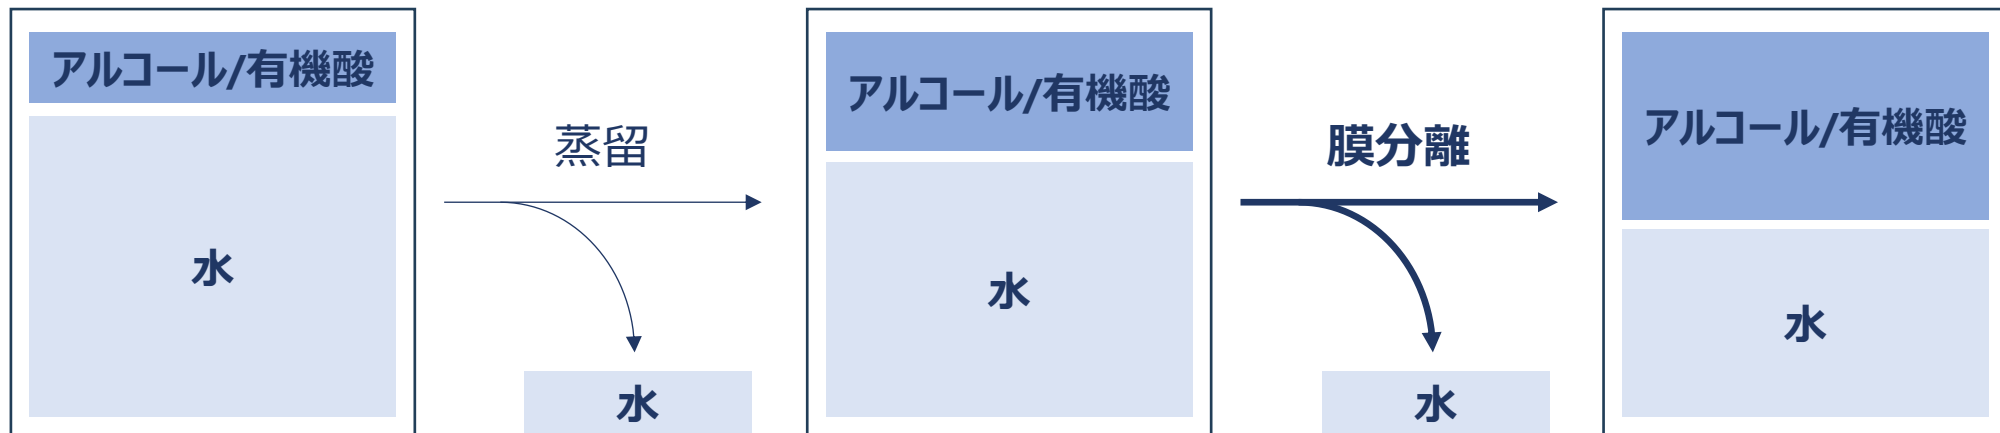 アルコール/有機酸
水
蒸留
水
アルコール/有機酸
水
膜分離
水
アルコール/有機酸
水